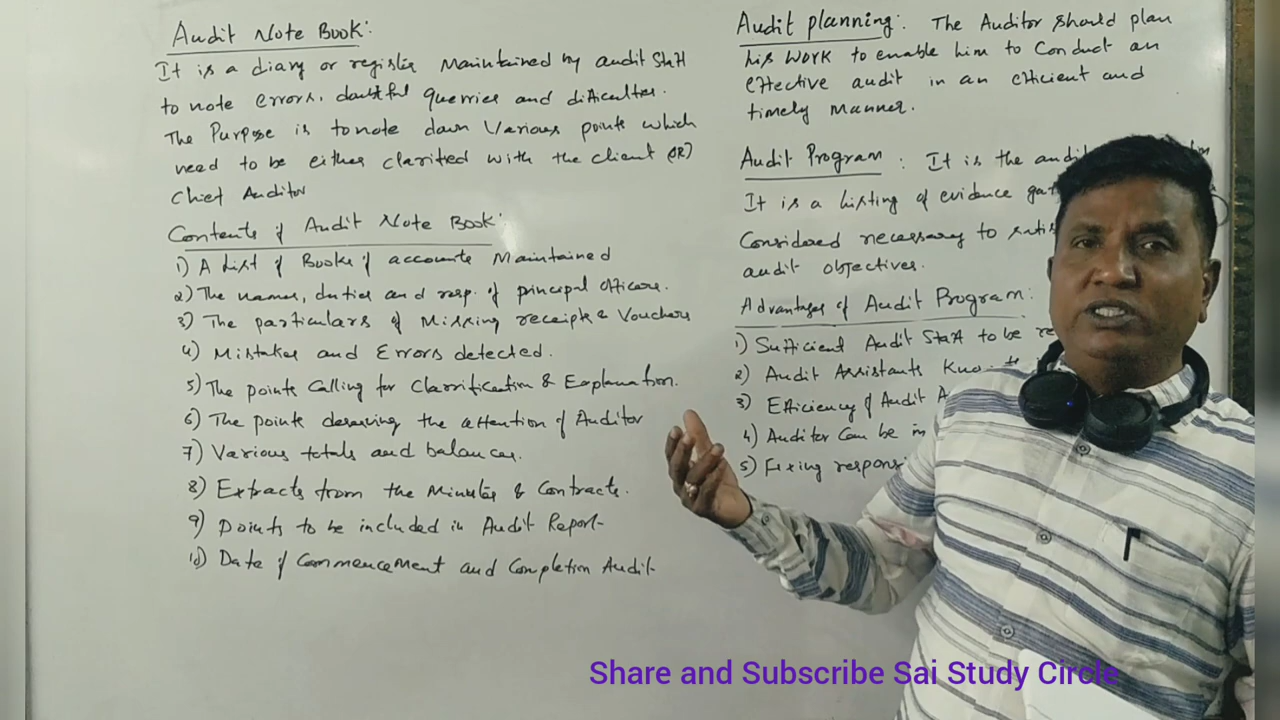 Audit Note Book:
It is a diary or register Maintained by audit Staff
to note errors, doubtful querries and difficulties.
The Purpose is to note down Various points which
need to be either clarified with the client (OR)
Chief Auditor
Contents of Audit Note Book:
1) A List of Books of accounts Maintained
2) The names, duties and resp. of principal Officers.
3) The particulars of Missing receipts & Vouchers
4) Mistakes and Errors detected.
5) The points Calling for Clarification & Explanation.
6) The points deserving the attention of Auditor
7) Various totals and balances.
8) Extracts from the Minutes & Contracts.
9) points to be included in Audit Report
10) Date of Commencement and Completion Audit
Audit planning: The Auditor should plan
his work to enable him to Conduct an
effective audit in an efficient and
timely manner.
Audit Program : It is the
It is a listing of evidence
Considered necessary to
audit objectives.
Advantages of Audit Program:
1) Sufficient Audit Staff to be
2) Audit Assistants
3) Efficiency of Audit
4) Auditor Can be
5) Fixing
Share and Subscribe Sai Study Circle